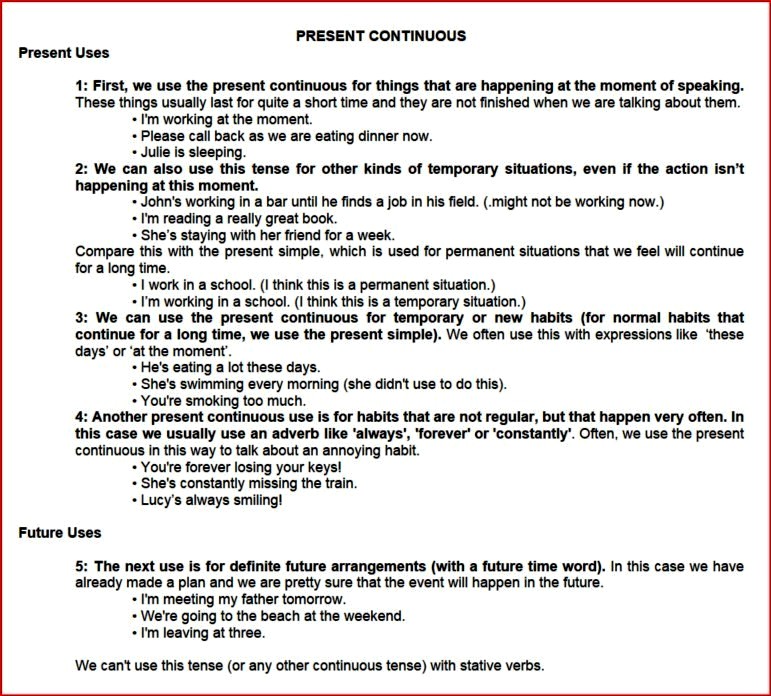 PRESENT CONTINUOUS
Present Uses
1: First, we use the present continuous for things that are happening at the moment of speaking.
These things usually last for quite a short time and they are not finished when we are talking about them.
• I'm working at the moment.
• Please call back as we are eating dinner now.
• Julie is sleeping.
2: We can also use this tense for other kinds of temporary situations, even if the action isn't
happening at this moment.
• John's working in a bar until he finds a job in his field. (.might not be working now.)
• I'm reading a really great book.
• She's staying with her friend for a week.
Compare this with the present simple, which is used for permanent situations that we feel will continue
for a long time.
• I work in a school. (I think this is a permanent situation.)
• I'm working in a school. (I think this is a temporary situation.)
3: We can use the present continuous for temporary or new habits (for normal habits that
continue for a long time, we use the present simple). We often use this with expressions like 'these
days' or 'at the moment'.
• He's eating a lot these days.
• She's swimming every morning (she didn't use to do this).
• You're smoking too much.
4: Another present continuous use is for habits that are not regular, but that happen very often. In
this case we usually use an adverb like 'always', 'forever' or 'constantly'. Often, we use the present
continuous in this way to talk about an annoying habit.
• You're forever losing your keys!
• She's constantly missing the train.
• Lucy's always smiling!
Future Uses
5: The next use is for definite future arrangements (with a future time word). In this case we have
already made a plan and we are pretty sure that the event will happen in the future.
• I'm meeting my father tomorrow.
• We're going to the beach at the weekend.
• I'm leaving at three.
We can't use this tense (or any other continuous tense) with stative verbs.